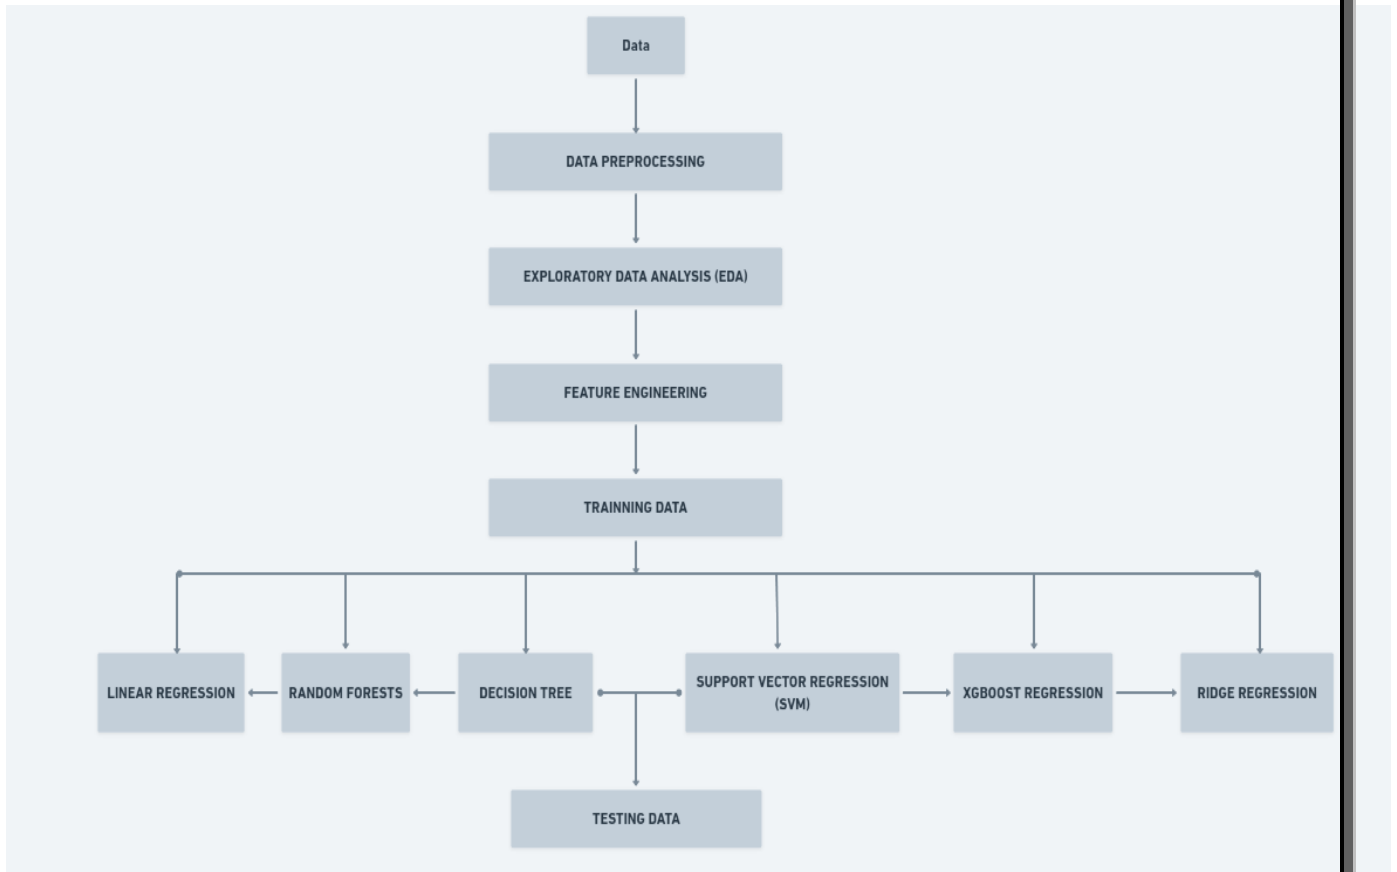 Data
DATA PREPROCESSING
EXPLORATORY DATA ANALYSIS (EDA)
FEATURE ENGINEERING
TRAINNING DATA
LINEAR REGRESSION
RANDOM FORESTS
DECISION TREE
SUPPORT VECTOR REGRESSION
(SVM)
XGBOOST REGRESSION
RIDGE REGRESSION
TESTING DATA